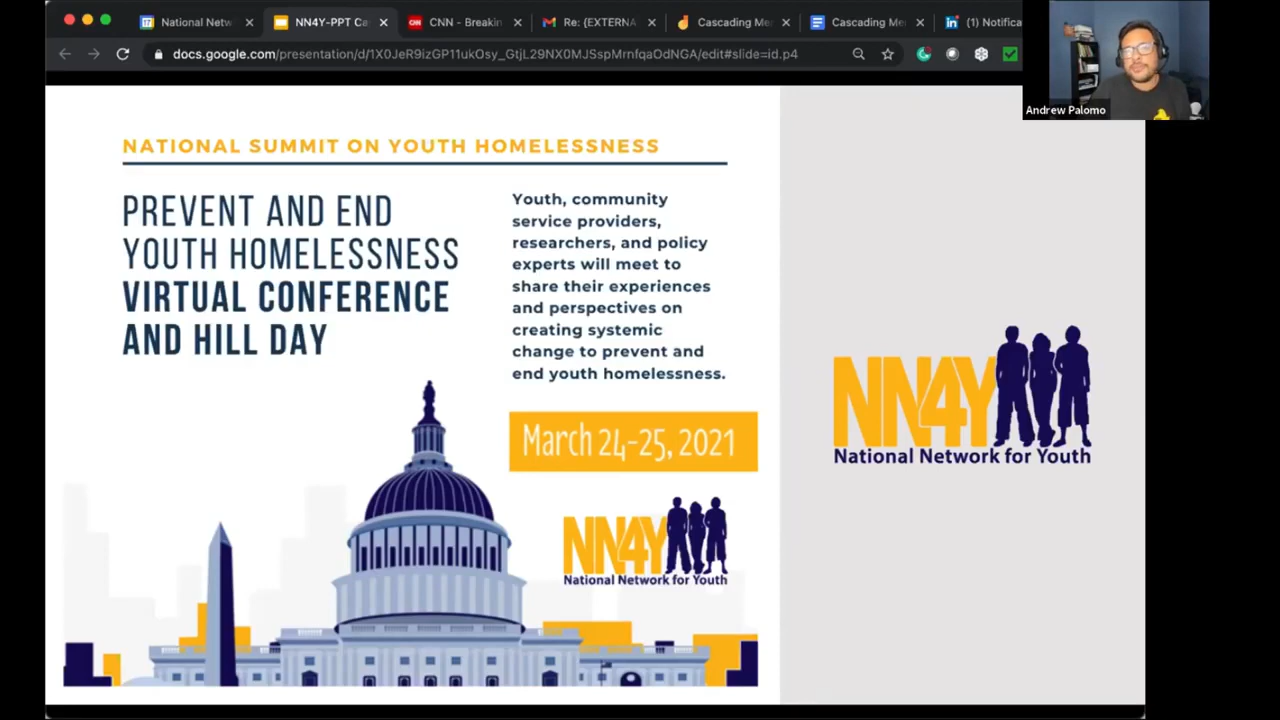 National Netw
NN4Y-PPT Ca
CNN - Breakin
Re: (EXTERNA
Cascading Me
Cascading Me
(1) Notifica
docs.google.com/presentation/d/1X0JeR9izGP11ukOsy_GtjL29NX0MJSspMrnfqaOdNGA/edit#slide=id.p4
Andrew Palomo
NATIONAL SUMMIT ON YOUTH HOMELESSNESS
PREVENT AND END
YOUTH HOMELESSNESS
VIRTUAL CONFERENCE
AND HILL DAY
Youth, community
service providers,
researchers, and policy
experts will meet to
share their experiences
and perspectives on
creating systemic
change to prevent and
end youth homelessness.
March 24-25, 2021
NN4Y
National Network for Youth
NN4Y
National Network for Youth